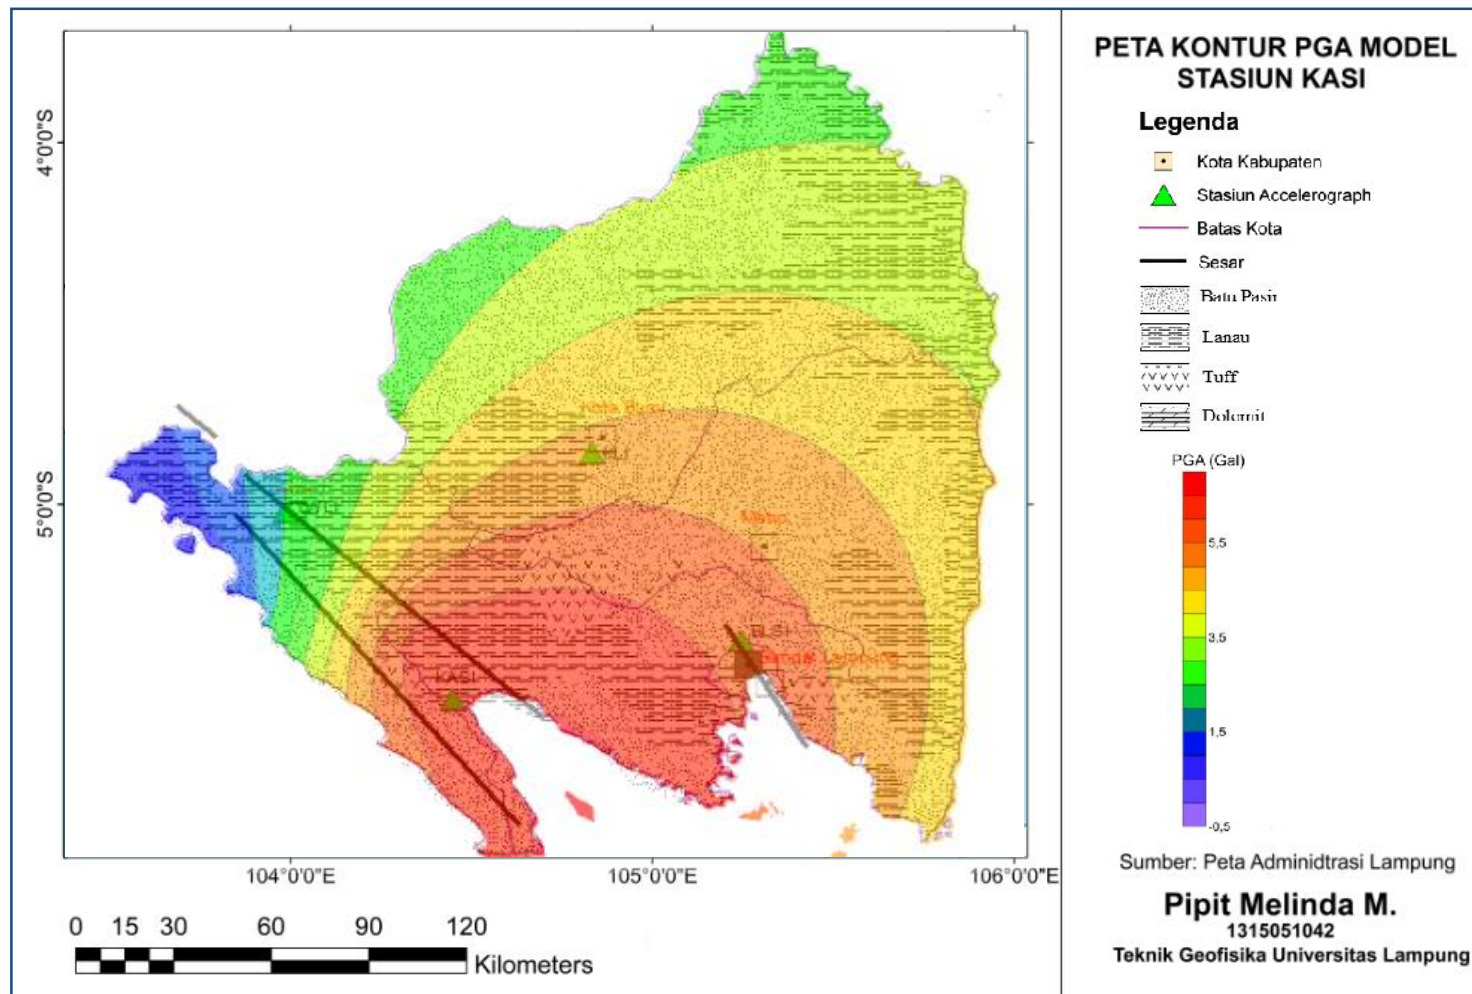 PETA KONTUR PGA MODEL
STASIUN KASI
Legenda
Kota Kabupaten
Stasiun Accelerograph
Batas Kota
Sesar
Batu Pasir
Lanau
Tuff
Dolomit
PGA (Gal)
5,5
3,5
1,5
-0,5
Sumber: Peta Adminidtrasi Lampung
Pipit Melinda M.
1315051042
Teknik Geofisika Universitas Lampung
4°0'0"S
5°0'0"S
104°0'0"E
105°0'0"E
106°0'0"E
Metro
Bandar Lampung
KASI
0 15 30 60 90 120
Kilometers